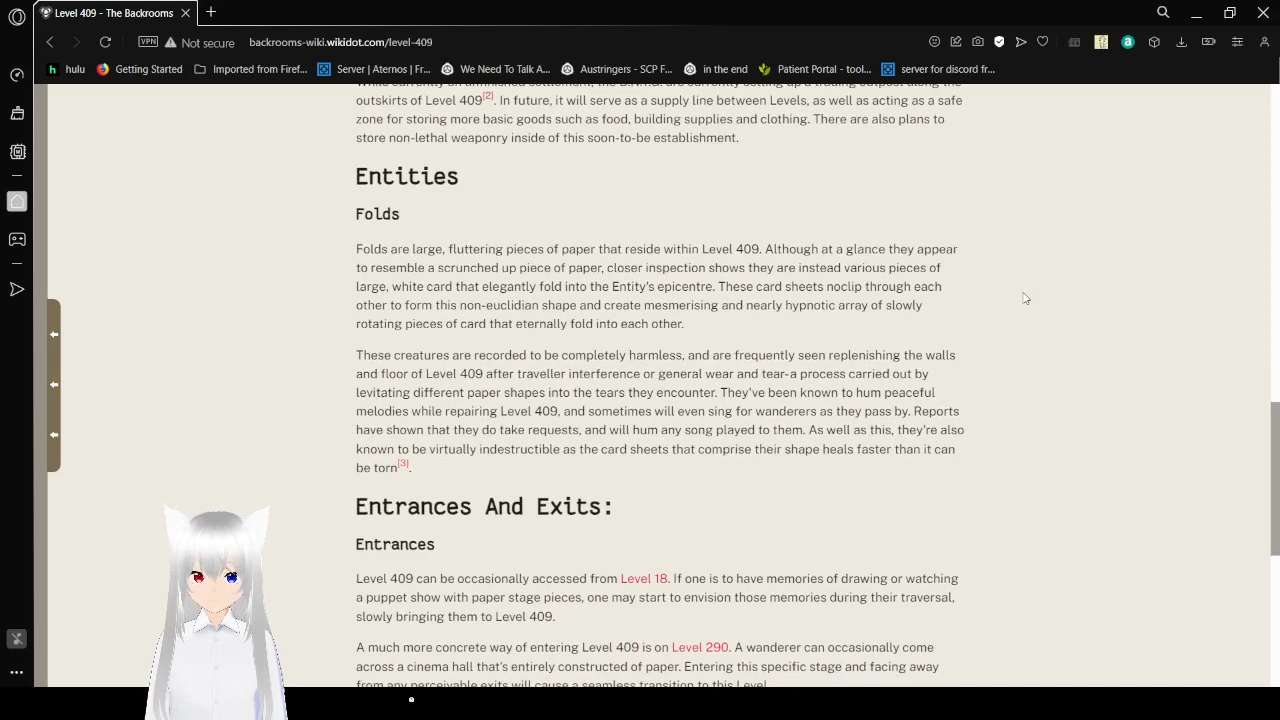 Level 409 - The Backrooms
VPN Not secure backrooms-wiki.wikidot.com/level-409
hulu Getting Started Imported from Firef... Server | Aternos | Fr... We Need To Talk A... Austringers - SCP F... in the end Patient Portal - tool... server for discord fr...
outskirts of Level 409[2]. In future, it will serve as a supply line between Levels, as well as acting as a safe
zone for storing more basic goods such as food, building supplies and clothing. There are also plans to
store non-lethal weaponry inside of this soon-to-be establishment.
Entities
Folds
Folds are large, fluttering pieces of paper that reside within Level 409. Although at a glance they appear
to resemble a scrunched up piece of paper, closer inspection shows they are instead various pieces of
large, white card that elegantly fold into the Entity's epicentre. These card sheets noclip through each
other to form this non-euclidian shape and create mesmerising and nearly hypnotic array of slowly
rotating pieces of card that eternally fold into each other.
These creatures are recorded to be completely harmless, and are frequently seen replenishing the walls
and floor of Level 409 after traveller interference or general wear and tear- a process carried out by
levitating different paper shapes into the tears they encounter. They've been known to hum peaceful
melodies while repairing Level 409, and sometimes will even sing for wanderers as they pass by. Reports
have shown that they do take requests, and will hum any song played to them. As well as this, they're also
known to be virtually indestructible as the card sheets that comprise their shape heals faster than it can
be torn[3].
Entrances And Exits:
Entrances
Level 409 can be occasionally accessed from Level 18. If one is to have memories of drawing or watching
a puppet show with paper stage pieces, one may start to envision those memories during their traversal,
slowly bringing them to Level 409.
A much more concrete way of entering Level 409 is on Level 290. A wanderer can occasionally come
across a cinema hall that's entirely constructed of paper. Entering this specific stage and facing away
from any perceivable exits will cause a seamless transition to this Level.